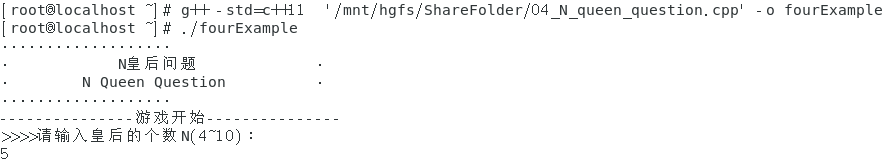 [root@localhost ~]# g++ -std=c++11  '/mnt/hgfs/ShareFolder/04_N_queen_question.cpp' -o fourExample
[root@localhost ~]# ./fourExample
···················
·            N皇后问题             ·
·        N Queen Question          ·
···················
---------------游戏开始---------------
>>>>请输入皇后的个数N(4~10)：
5